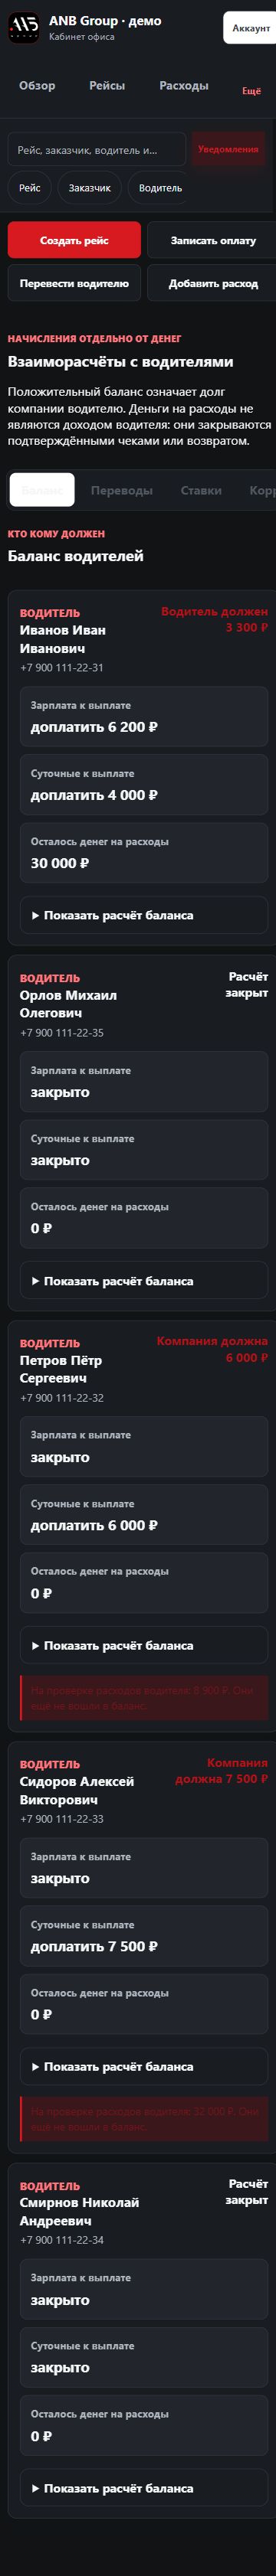 ANB Group · демо
Кабинет офиса
Аккаунт
Обзор
Рейсы
Расходы
Ещё
Рейс, заказчик, водитель и...
Уведомления
Рейс
Заказчик
Водитель
Создать рейс
Записать оплату
Перевести водителю
Добавить расход
НАЧИСЛЕНИЯ ОТДЕЛЬНО ОТ ДЕНЕГ
Взаиморасчёты с водителями
Положительный баланс означает долг
компании водителю. Деньги на расходы не
являются доходом водителя: они закрываются
подтверждёнными чеками или возвратом.
Баланс
Переводы
Ставки
Корр
КТО КОМУ ДОЛЖЕН
Баланс водителей
ВОДИТЕЛЬ
Иванов Иван
Иванович
+7 900 111-22-31
Водитель должен
3 300 ₽
Зарплата к выплате
доплатить 6 200 ₽
Суточные к выплате
доплатить 4 000 ₽
Осталось денег на расходы
30 000 ₽
▶ Показать расчёт баланса
ВОДИТЕЛЬ
Орлов Михаил
Олегович
+7 900 111-22-35
Расчёт
закрыт
Зарплата к выплате
закрыто
Суточные к выплате
закрыто
Осталось денег на расходы
0 ₽
▶ Показать расчёт баланса
ВОДИТЕЛЬ
Петров Пётр
Сергеевич
+7 900 111-22-32
Компания должна
6 000 ₽
Зарплата к выплате
закрыто
Суточные к выплате
доплатить 6 000 ₽
Осталось денег на расходы
0 ₽
▶ Показать расчёт баланса
На проверке расходов водителя: 8 900 ₽. Они
ещё не вошли в баланс.
ВОДИТЕЛЬ
Сидоров Алексей
Викторович
+7 900 111-22-33
Компания
должна 7 500 ₽
Зарплата к выплате
закрыто
Суточные к выплате
доплатить 7 500 ₽
Осталось денег на расходы
0 ₽
▶ Показать расчёт баланса
На проверке расходов водителя: 32 000 ₽. Они
ещё не вошли в баланс.
ВОДИТЕЛЬ
Смирнов Николай
Андреевич
+7 900 111-22-34
Расчёт
закрыт
Зарплата к выплате
закрыто
Суточные к выплате
закрыто
Осталось денег на расходы
0 ₽
▶ Показать расчёт баланса